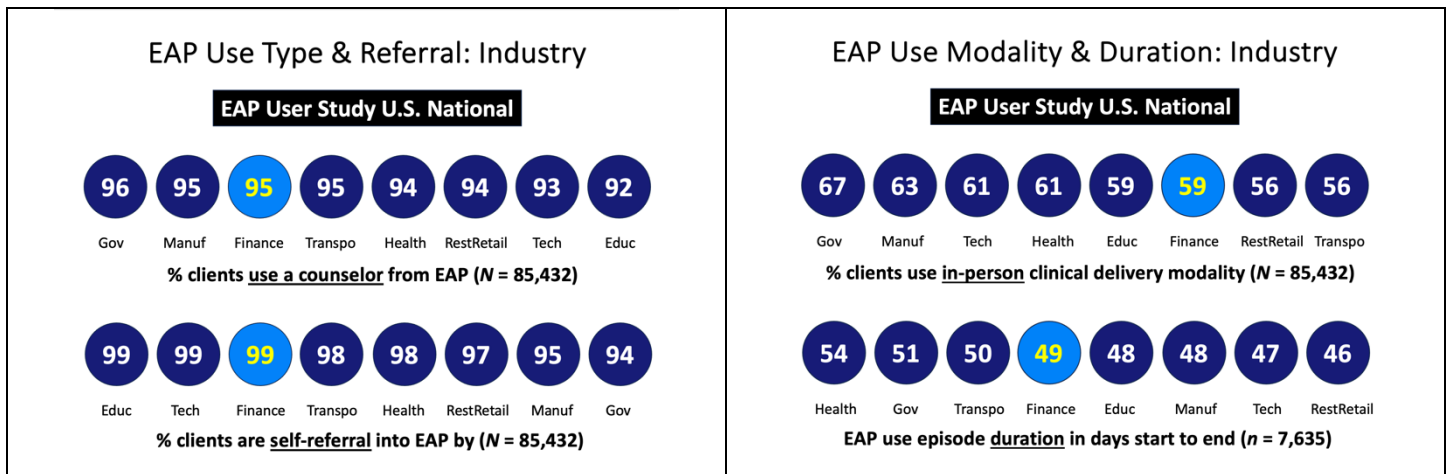 EAP Use Type & Referral: Industry
EAP User Study U.S. National
96 95 95 95 94 94 93 92
Gov Manuf Finance Transpo Health RestRetail Tech Educ
% clients use a counselor from EAP (N = 85,432)
99 99 99 98 98 97 95 94
Educ Tech Finance Transpo Health RestRetail Manuf Gov
% clients are self-referral into EAP by (N = 85,432)
EAP Use Modality & Duration: Industry
EAP User Study U.S. National
67 63 61 61 59 59 56 56
Gov Manuf Tech Health Educ Finance RestRetail Transpo
% clients use in-person clinical delivery modality (N = 85,432)
54 51 50 49 48 48 47 46
Health Gov Transpo Finance Educ Manuf Tech RestRetail
EAP use episode duration in days start to end (n = 7,635)